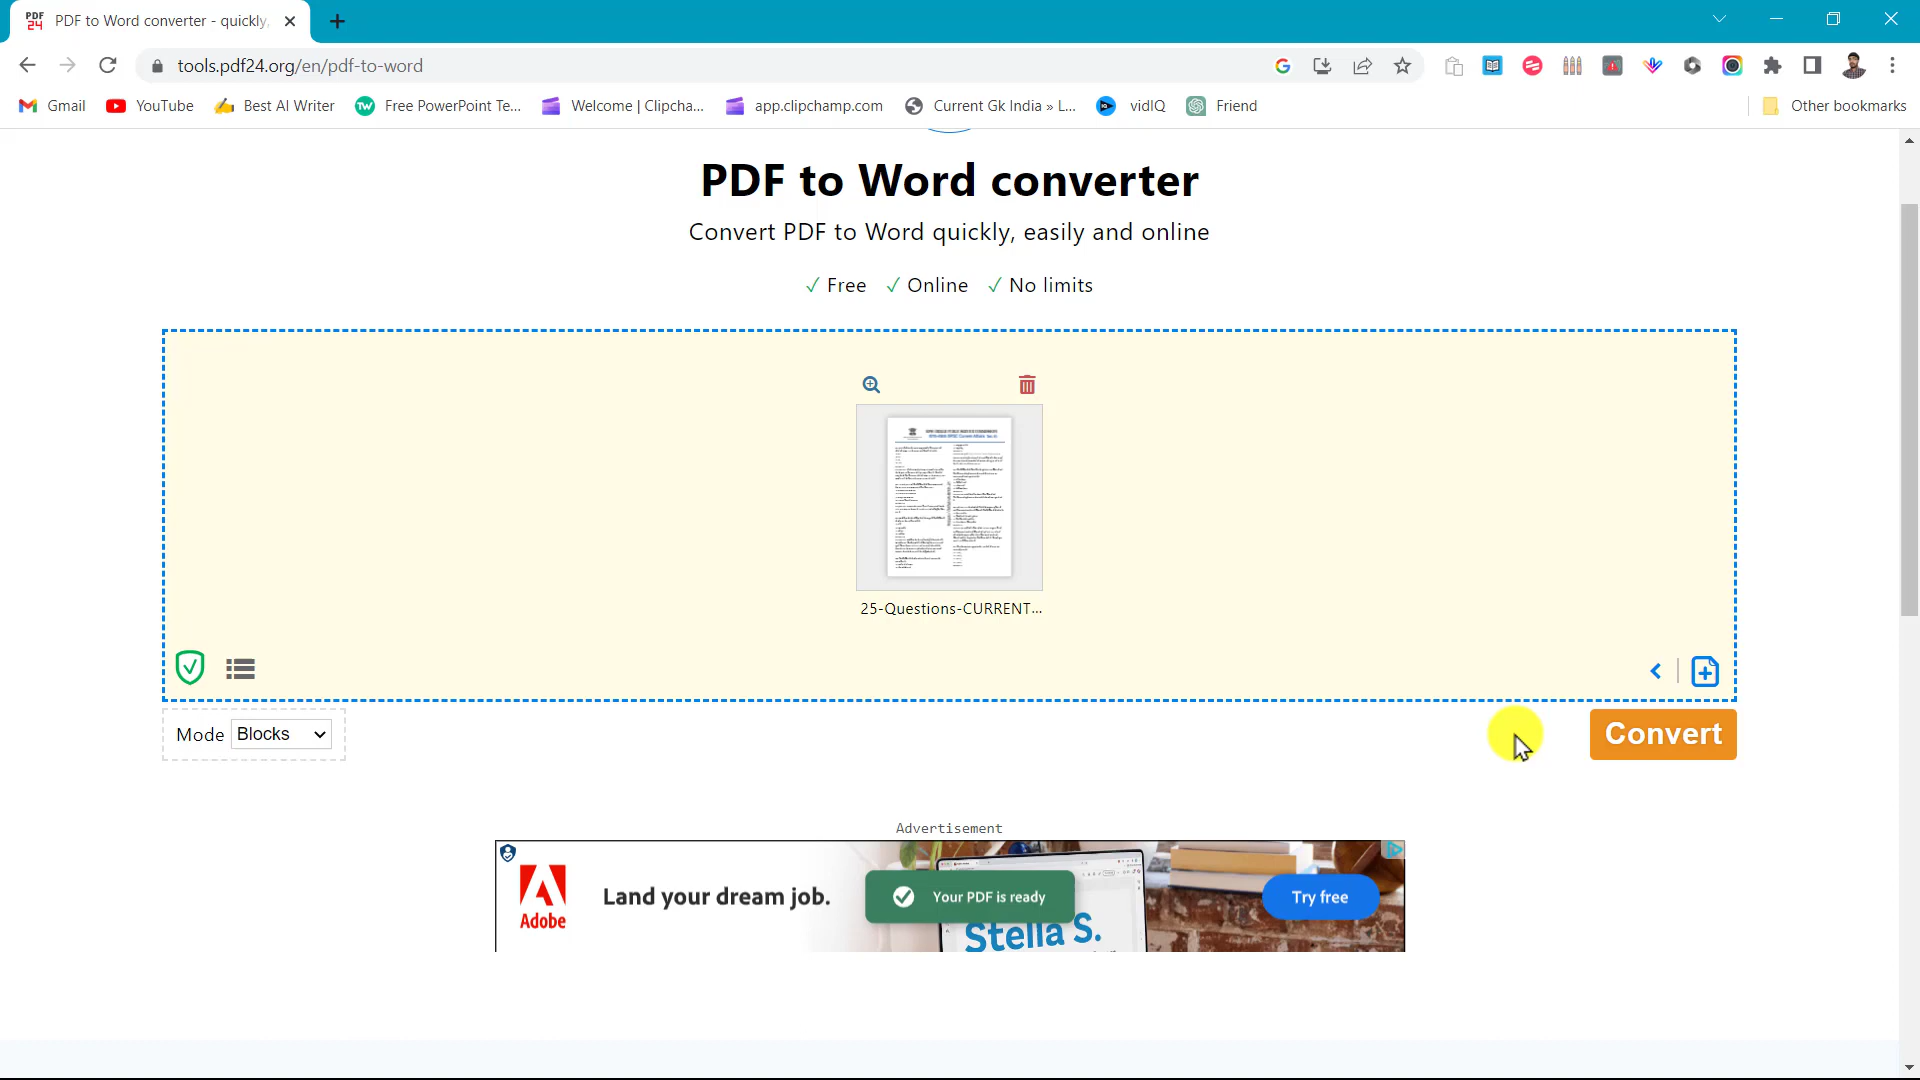 PDF 24 PDF to Word converter - quickly,
tools.pdf24.org/en/pdf-to-word
Gmail YouTube Best AI Writer Free PowerPoint Te... Welcome | Clipcha... app.clipchamp.com Current Gk India » L... vidIQ Friend Other bookmarks
PDF to Word converter
Convert PDF to Word quickly, easily and online
✓ Free ✓ Online ✓ No limits
25-Questions-CURRENT...
Mode Blocks
Convert
Advertisement
Adobe
Land your dream job.
Your PDF is ready
Stella S.
Try free